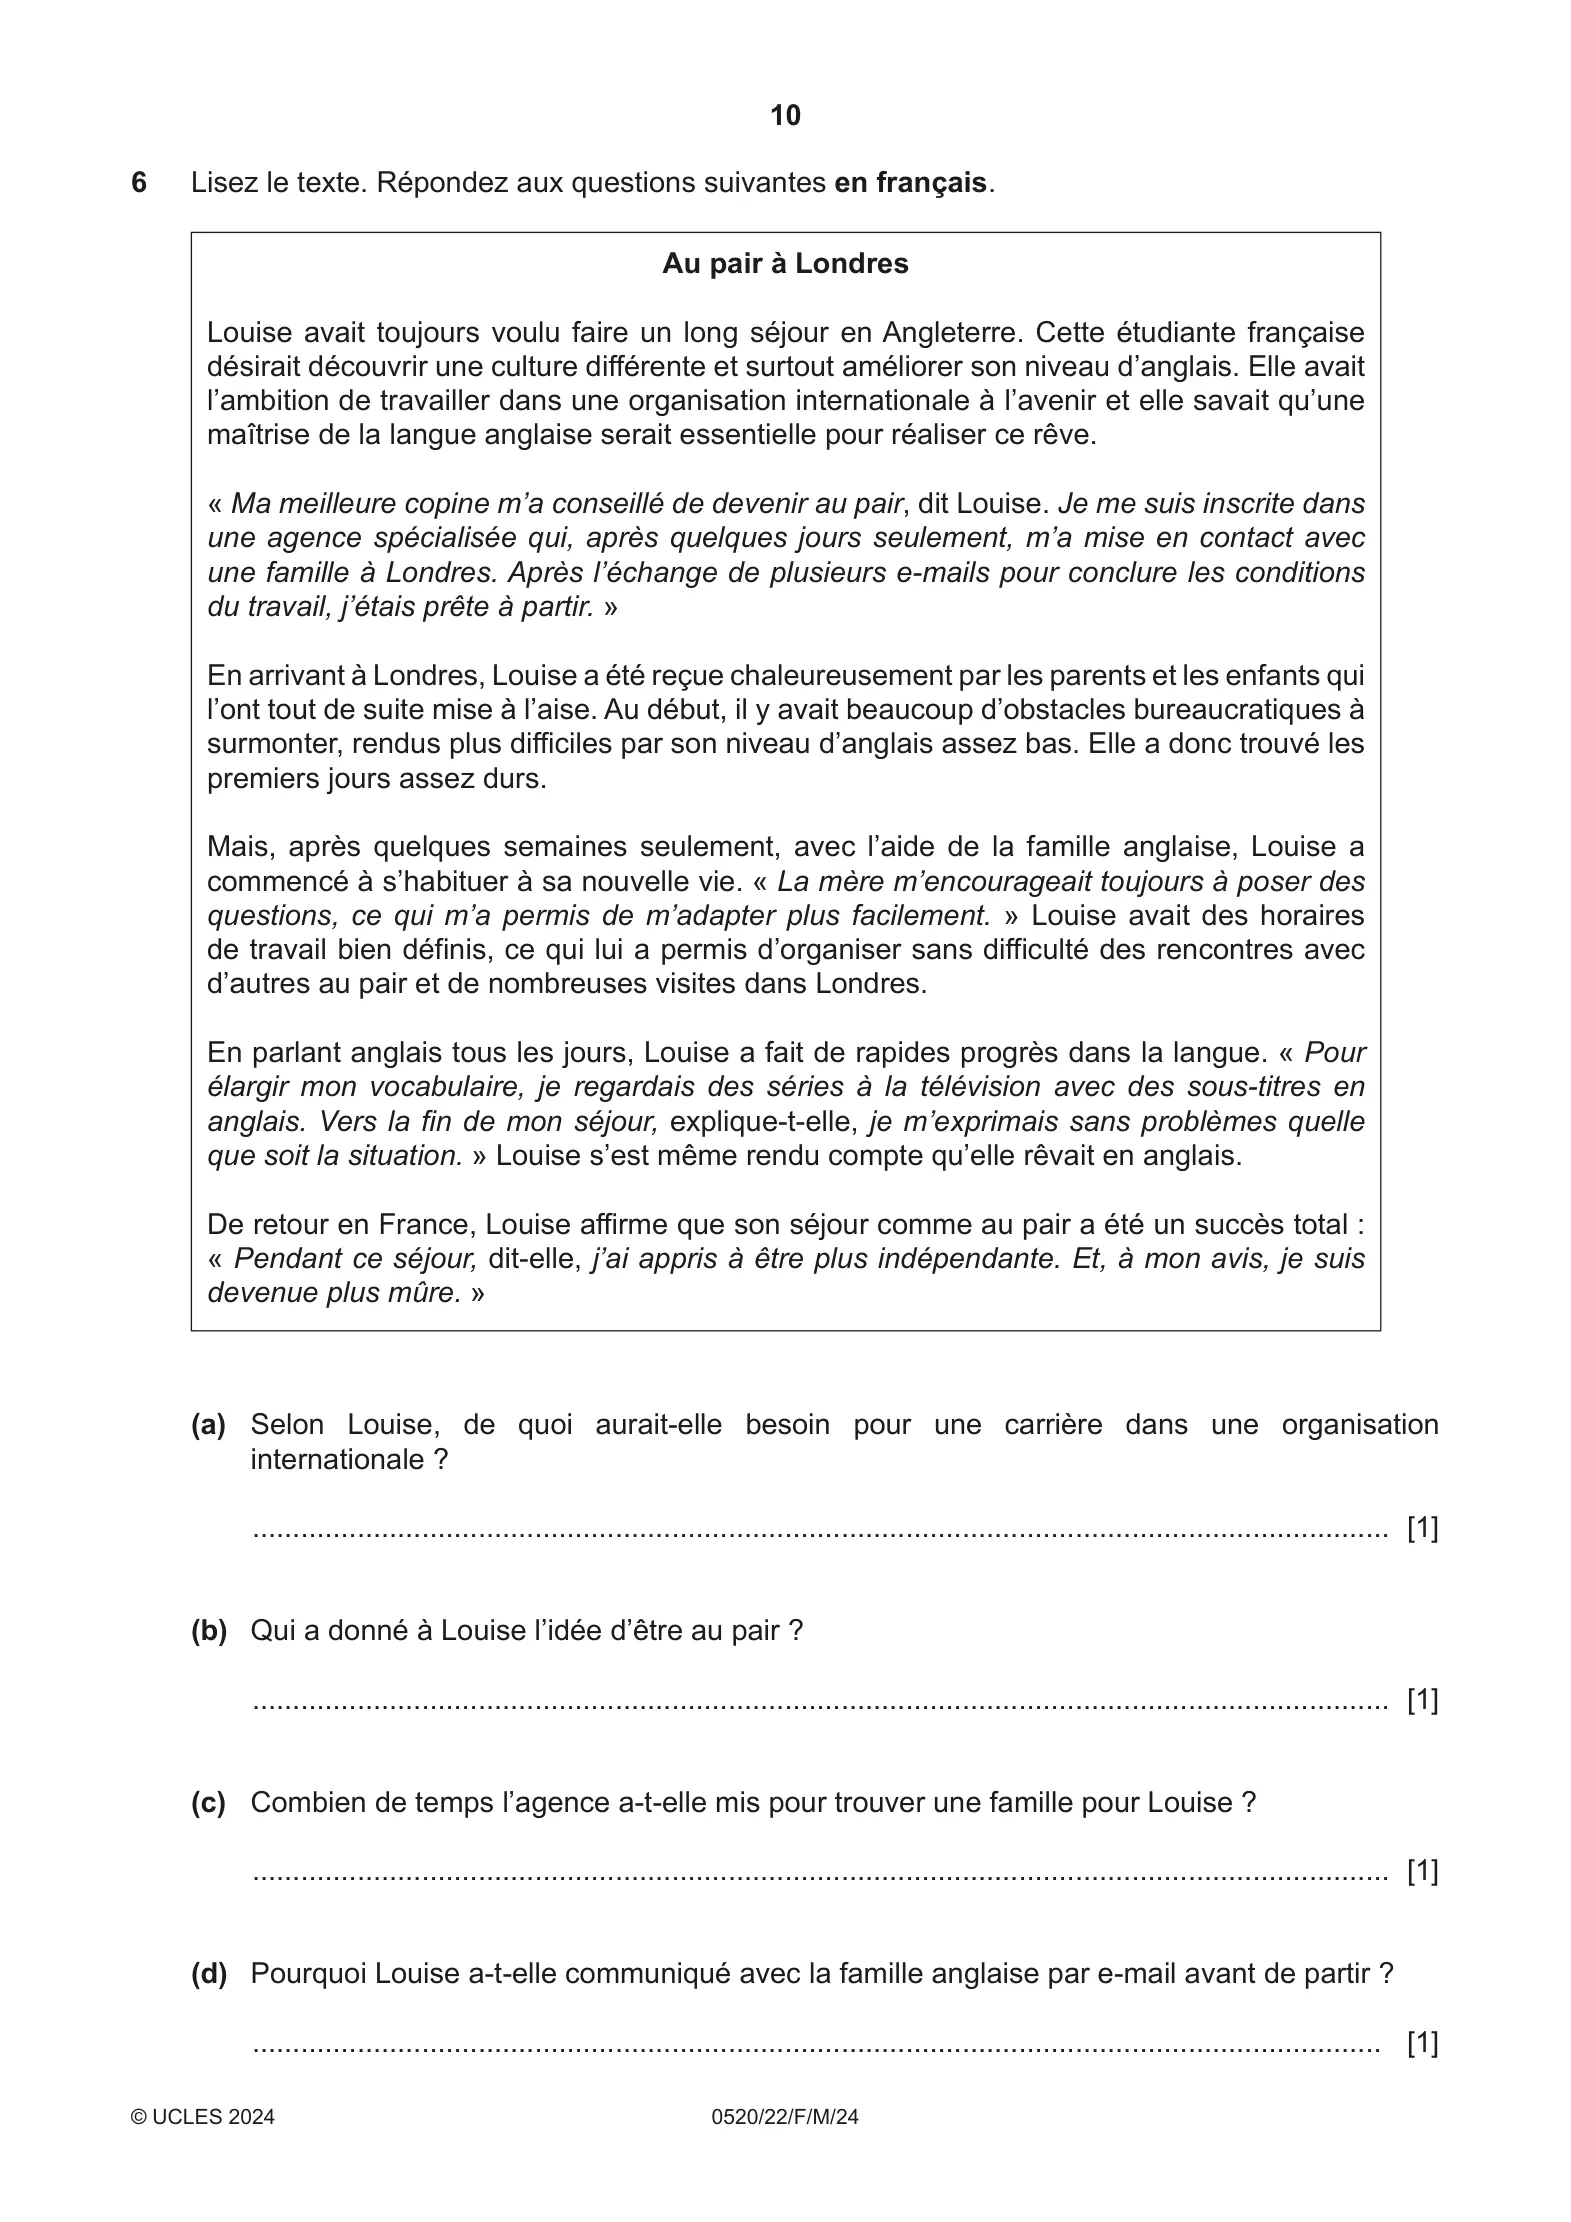 10
6 Lisez le texte. Répondez aux questions suivantes en français.
Au pair à Londres
Louise avait toujours voulu faire un long séjour en Angleterre. Cette étudiante française
désirait découvrir une culture différente et surtout améliorer son niveau d’anglais. Elle avait
l’ambition de travailler dans une organisation internationale à l’avenir et elle savait qu’une
maîtrise de la langue anglaise serait essentielle pour réaliser ce rêve.
« Ma meilleure copine m’a conseillé de devenir au pair, dit Louise. Je me suis inscrite dans
une agence spécialisée qui, après quelques jours seulement, m’a mise en contact avec
une famille à Londres. Après l’échange de plusieurs e-mails pour conclure les conditions
du travail, j’étais prête à partir. »
En arrivant à Londres, Louise a été reçue chaleureusement par les parents et les enfants qui
l’ont tout de suite mise à l’aise. Au début, il y avait beaucoup d’obstacles bureaucratiques à
surmonter, rendus plus difficiles par son niveau d’anglais assez bas. Elle a donc trouvé les
premiers jours assez durs.
Mais, après quelques semaines seulement, avec l’aide de la famille anglaise, Louise a
commencé à s’habituer à sa nouvelle vie. « La mère m’encourageait toujours à poser des
questions, ce qui m’a permis de m’adapter plus facilement. » Louise avait des horaires
de travail bien définis, ce qui lui a permis d’organiser sans difficulté des rencontres avec
d’autres au pair et de nombreuses visites dans Londres.
En parlant anglais tous les jours, Louise a fait de rapides progrès dans la langue. « Pour
élargir mon vocabulaire, je regardais des séries à la télévision avec des sous-titres en
anglais. Vers la fin de mon séjour, explique-t-elle, je m’exprimais sans problèmes quelle
que soit la situation. » Louise s’est même rendu compte qu’elle rêvait en anglais.
De retour en France, Louise affirme que son séjour comme au pair a été un succès total :
« Pendant ce séjour, dit-elle, j’ai appris à être plus indépendante. Et, à mon avis, je suis
devenue plus mûre. »
(a) Selon Louise, de quoi aurait-elle besoin pour une carrière dans une organisation
internationale ?
[1]
(b) Qui a donné à Louise l’idée d’être au pair ?
[1]
(c) Combien de temps l’agence a-t-elle mis pour trouver une famille pour Louise ?
[1]
(d) Pourquoi Louise a-t-elle communiqué avec la famille anglaise par e-mail avant de partir ?
[1]
© UCLES 2024 0520/22/F/M/24